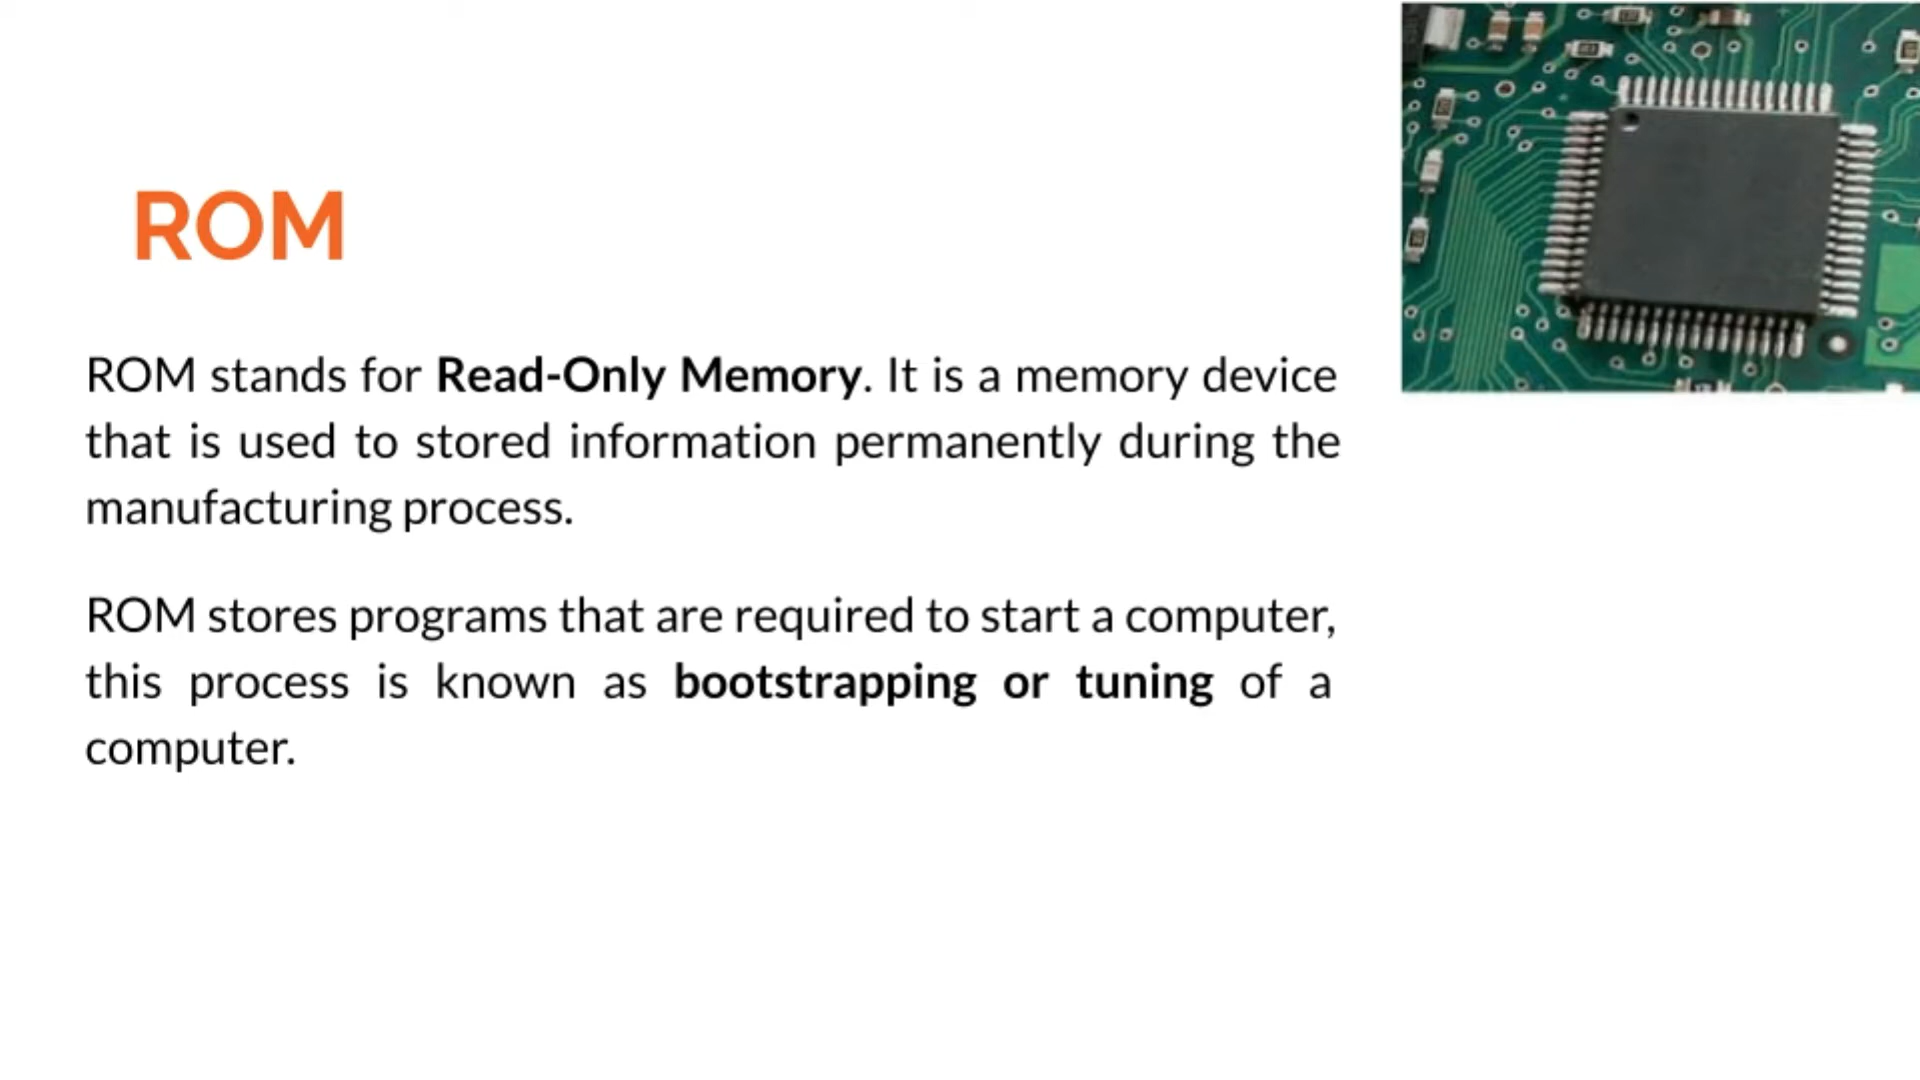 ROM
ROM stands for Read-Only Memory. It is a memory device
that is used to stored information permanently during the
manufacturing process.
ROM stores programs that are required to start a computer,
this process is known as bootstrapping or tuning of a
computer.